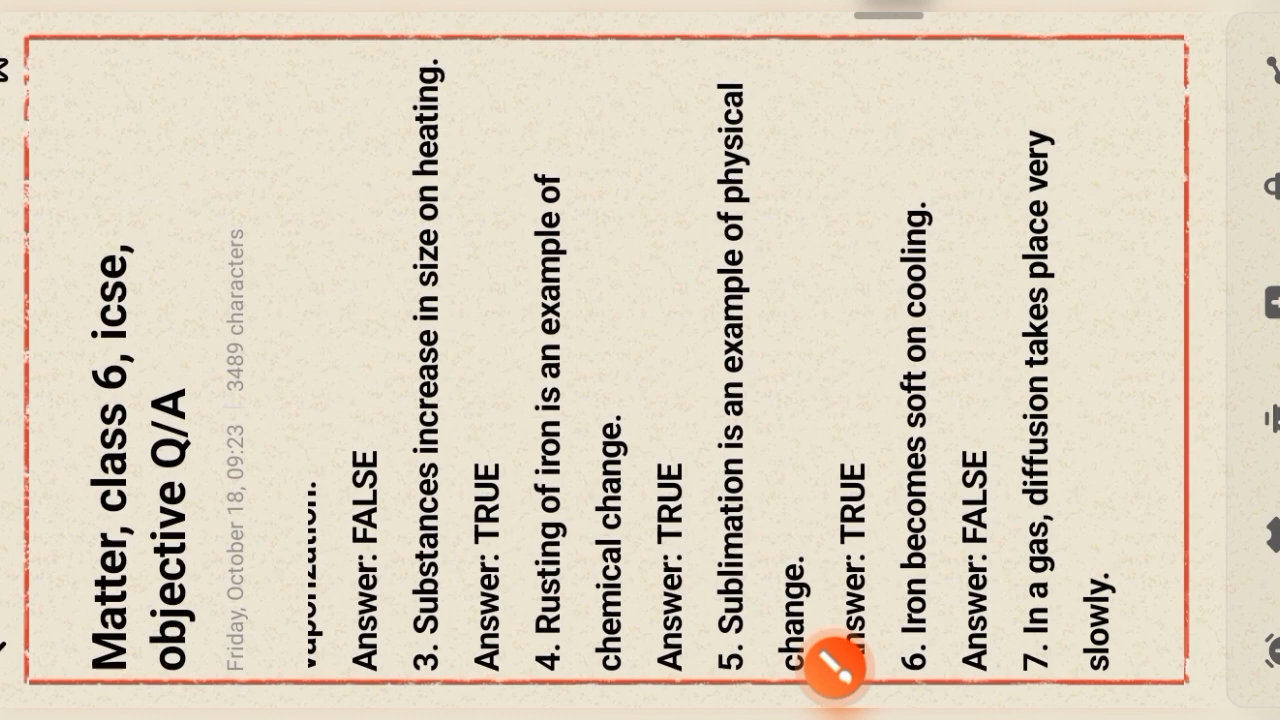 Matter, class 6, icse,
objective Q/A
Friday, October 18, 09:23 | 3489 characters
vaporization.
Answer: FALSE
3. Substances increase in size on heating.
Answer: TRUE
4. Rusting of iron is an example of
chemical change.
Answer: TRUE
5. Sublimation is an example of physical
change.
Answer: TRUE
6. Iron becomes soft on cooling.
Answer: FALSE
7. In a gas, diffusion takes place very
slowly.